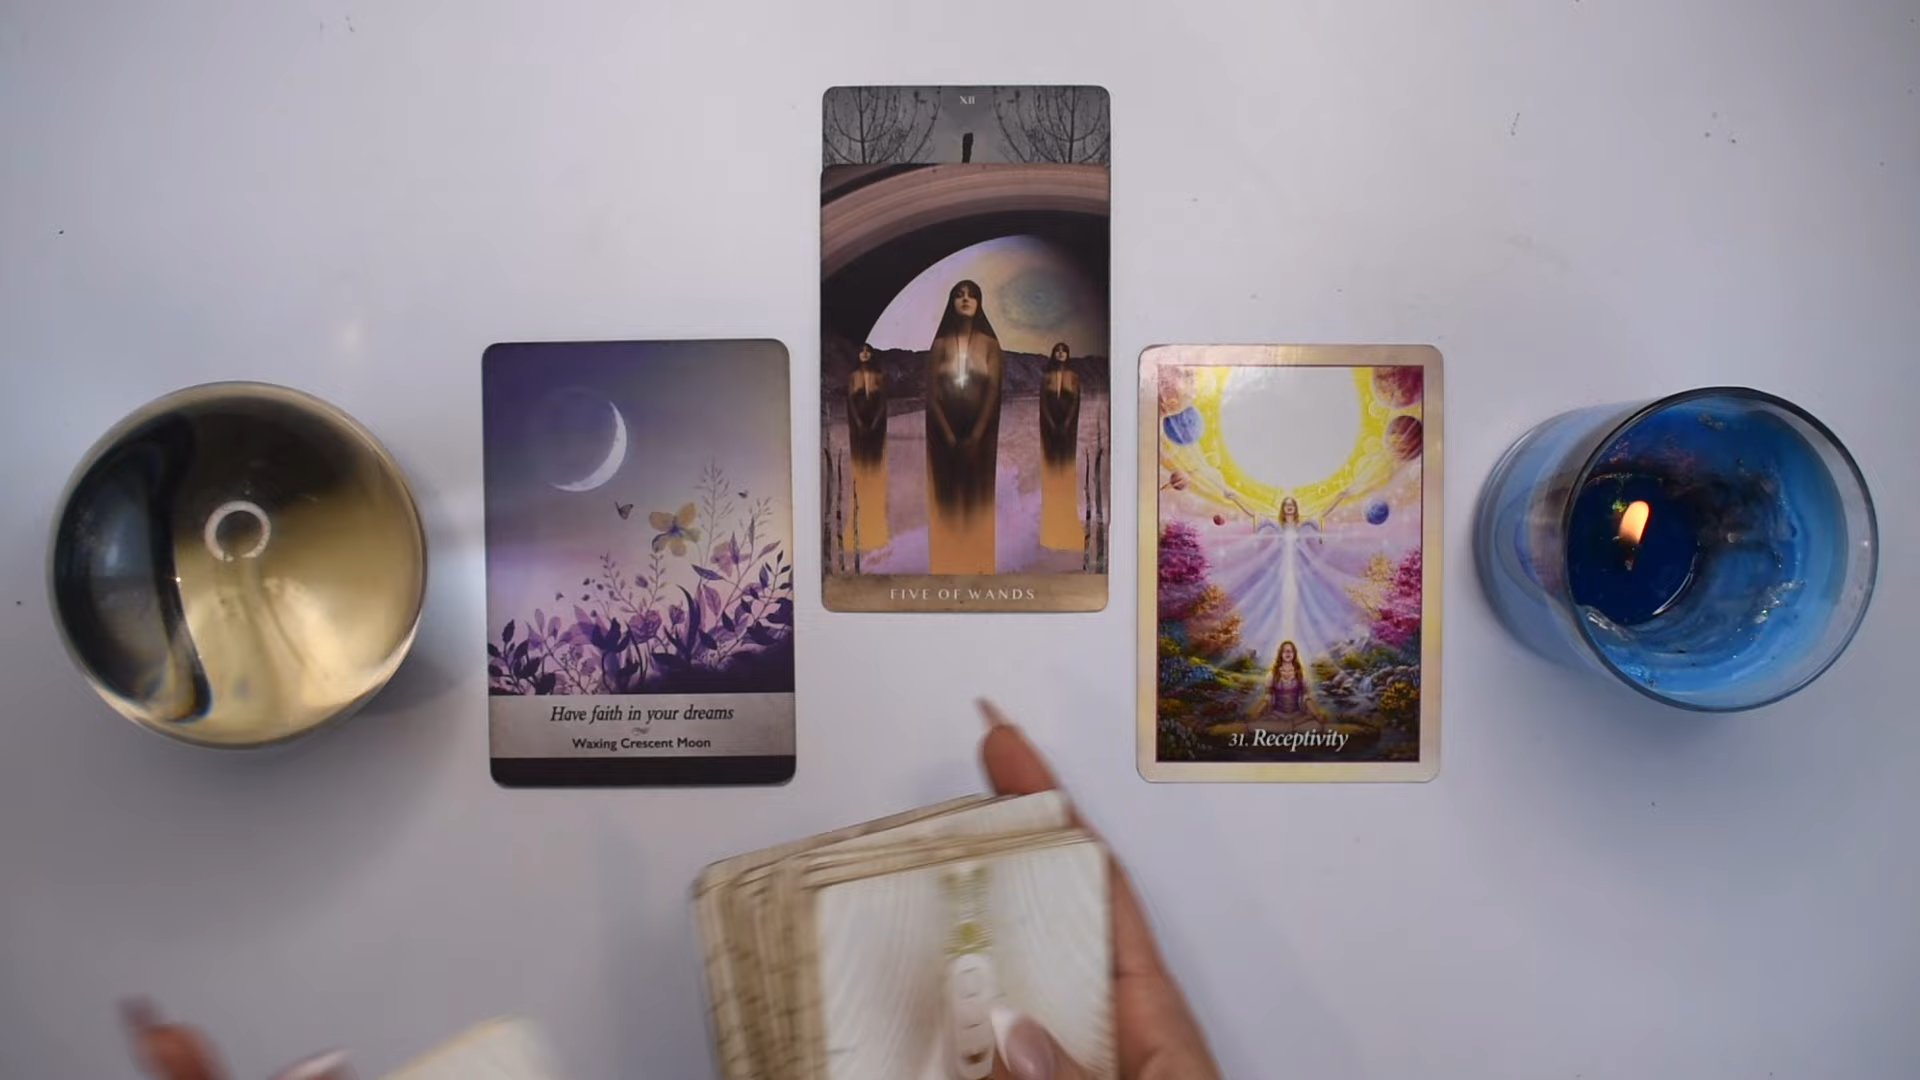 XII
FIVE OF WANDS
Have faith in your dreams
Waxing Crescent Moon
31. Receptivity